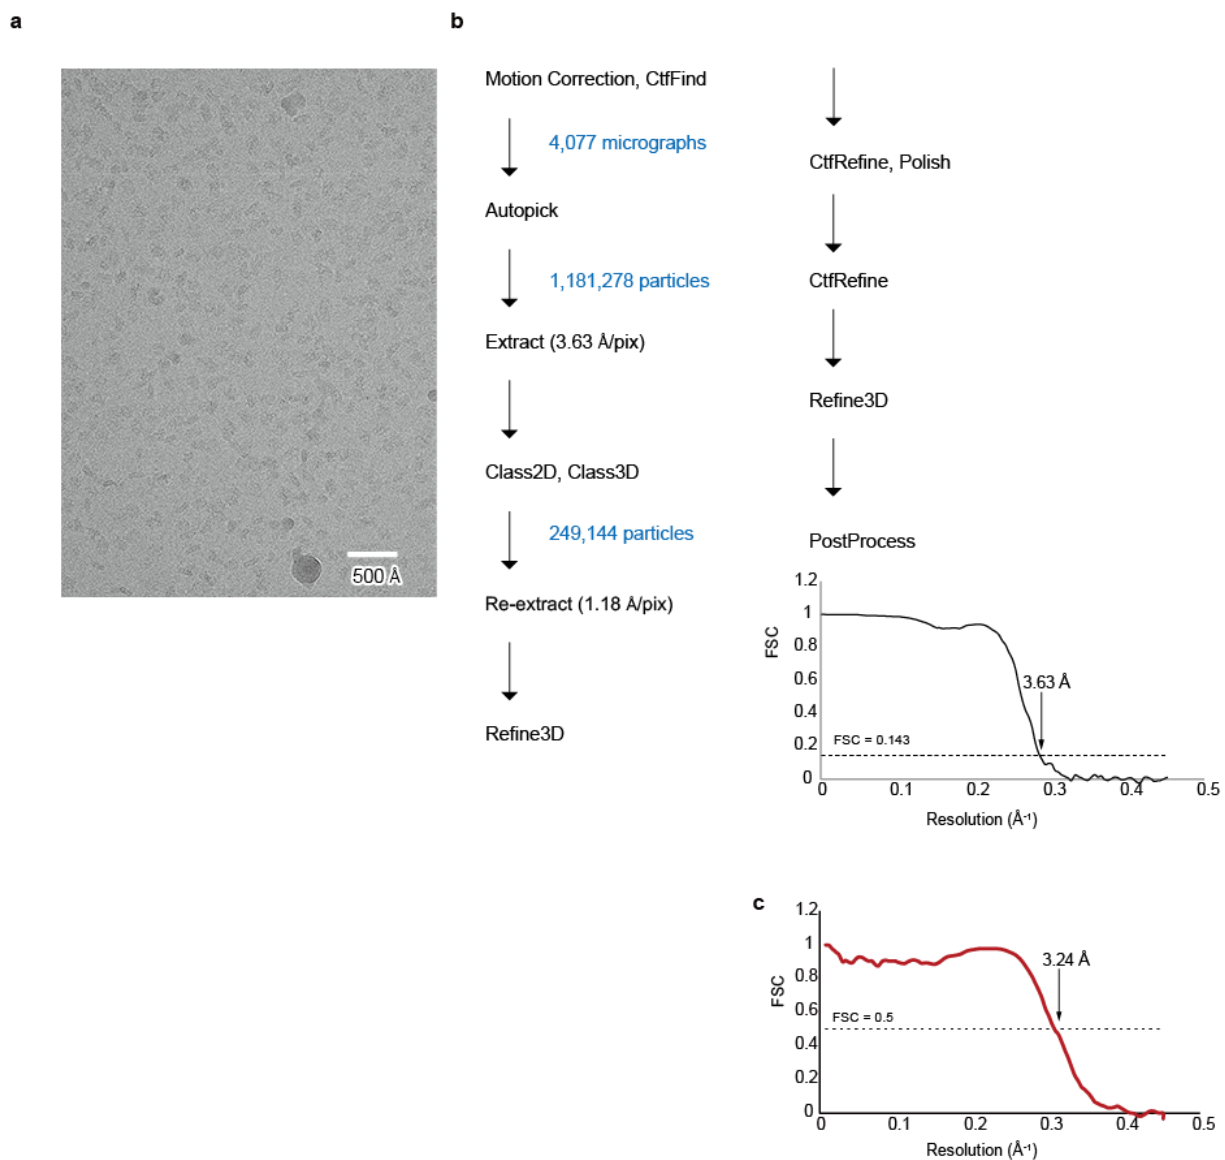 a
500 Å
b
Motion Correction, CtfFind
4,077 micrographs
Autopick
1,181,278 particles
Extract (3.63 Å/pix)
Class2D, Class3D
249,144 particles
Re-extract (1.18 Å/pix)
Refine3D
CtfRefine, Polish
CtfRefine
Refine3D
PostProcess
1.2
1
0.8
0.6
0.4
0.2
0
FSC
3.63 Å
FSC = 0.143
0
0.1
0.2
0.3
0.4
0.5
Resolution (Å⁻¹)
c
1.2
1
0.8
0.6
0.4
0.2
0
FSC
3.24 Å
FSC = 0.5
0
0.1
0.2
0.3
0.4
0.5
Resolution (Å⁻¹)